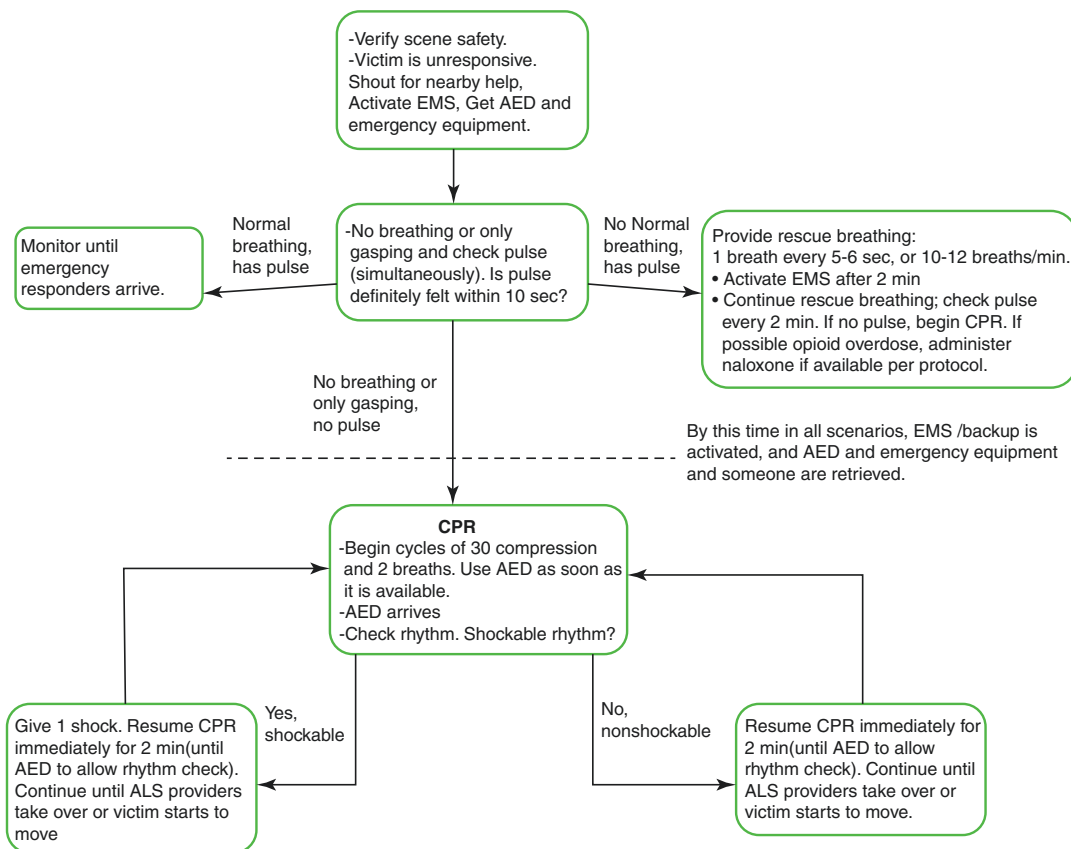 -Verify scene safety.
-Victim is unresponsive.
Shout for nearby help,
Activate EMS, Get AED and
emergency equipment.
Normal
breathing,
has pulse
-No breathing or only
gasping and check pulse
(simultaneously). Is pulse
definitely felt within 10 sec?
No Normal
breathing,
has pulse
Monitor until
emergency
responders arrive.
Provide rescue breathing:
1 breath every 5-6 sec, or 10-12 breaths/min.
• Activate EMS after 2 min
• Continue rescue breathing; check pulse
every 2 min. If no pulse, begin CPR. If
possible opioid overdose, administer
naloxone if available per protocol.
No breathing or
only gasping,
no pulse
By this time in all scenarios, EMS /backup is
activated, and AED and emergency equipment
and someone are retrieved.
CPR
-Begin cycles of 30 compression
and 2 breaths. Use AED as soon as
it is available.
-AED arrives
-Check rhythm. Shockable rhythm?
Yes,
shockable
No,
nonshockable
Give 1 shock. Resume CPR
immediately for 2 min(until
AED to allow rhythm check).
Continue until ALS providers
take over or victim starts to
move
Resume CPR immediately for
2 min(until AED to allow
rhythm check). Continue until
ALS providers take over or
victim starts to move.